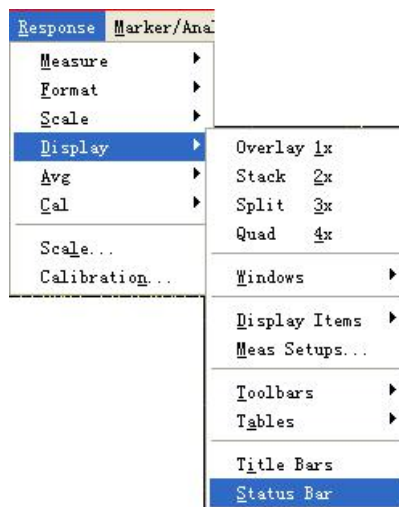 Response Marker/Ana
Measure
Format
Scale
Display
Avg
Cal
Scale...
Calibration...
Overlay 1x
Stack 2x
Split 3x
Quad 4x
Windows
Display Items
Meas Setups...
Toolbars
Tables
Title Bars
Status Bar